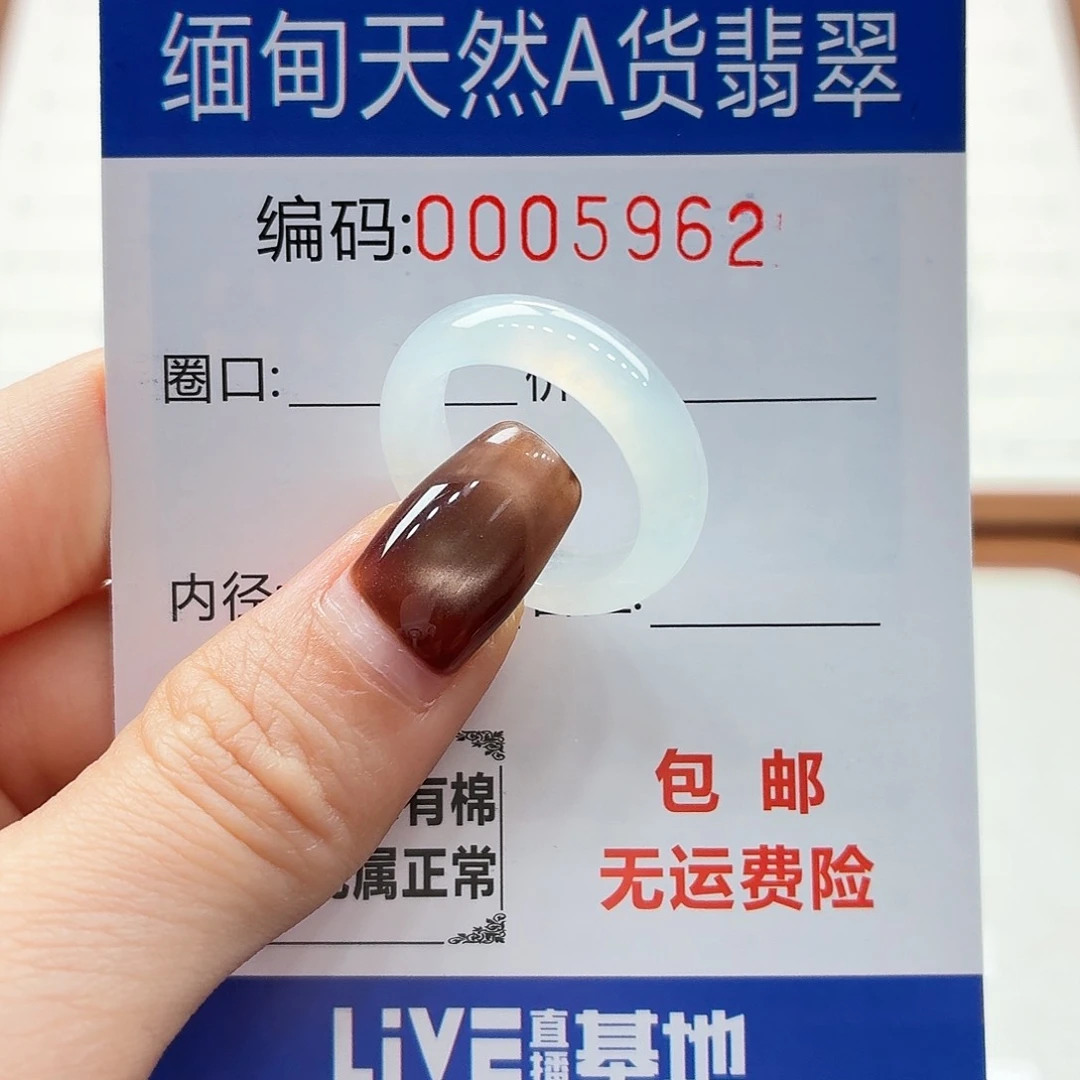 缅甸天然A货翡翠
编码:0005962
圈口:
内径
有棉
属正常
包 邮
无运费险
LiVE直播基地